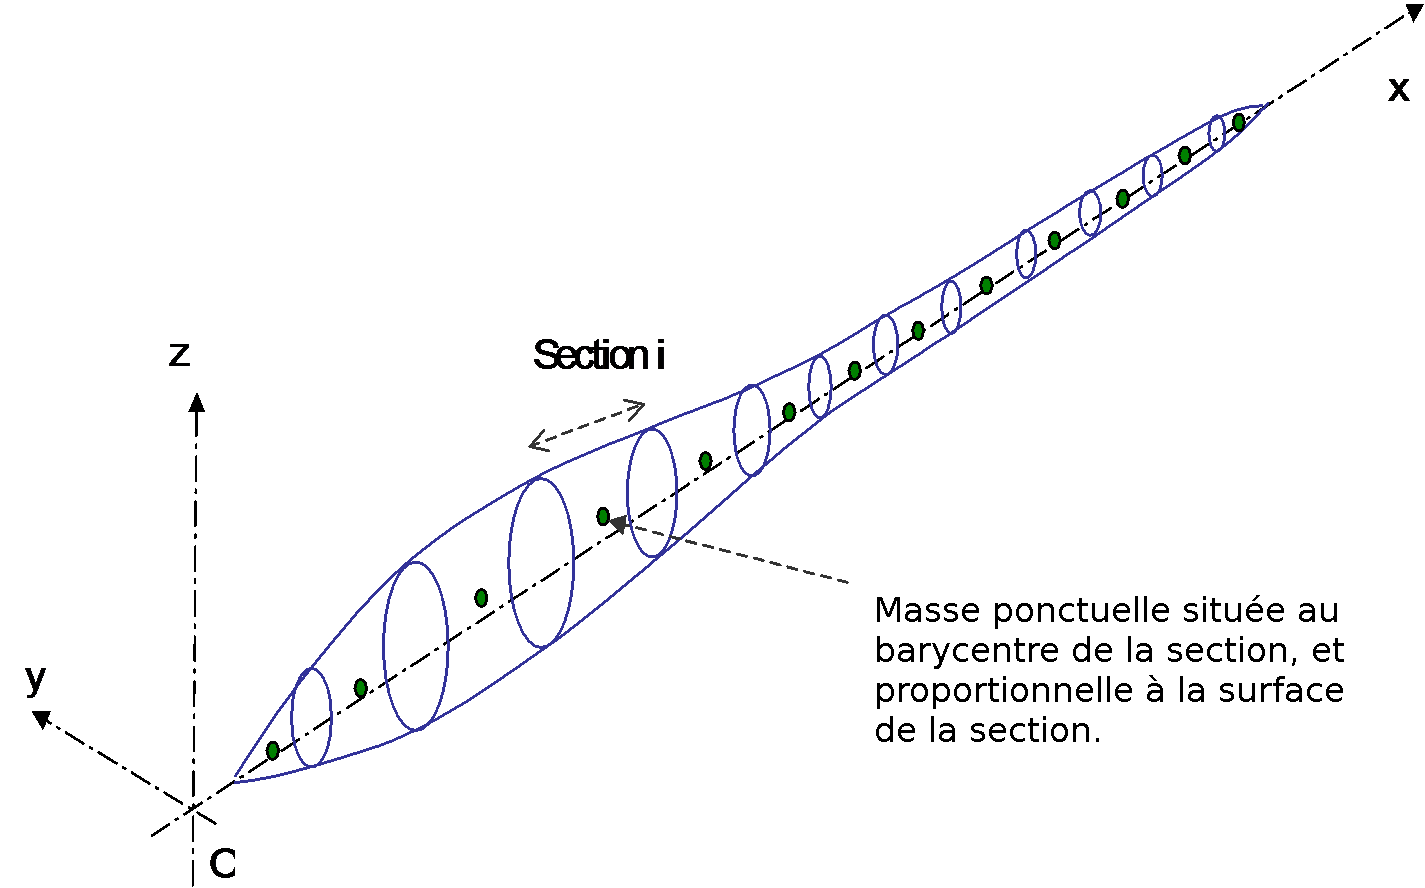 x
z
Section i
y
Masse ponctuelle située au
barycentre de la section, et
proportionnelle à la surface
de la section.
C